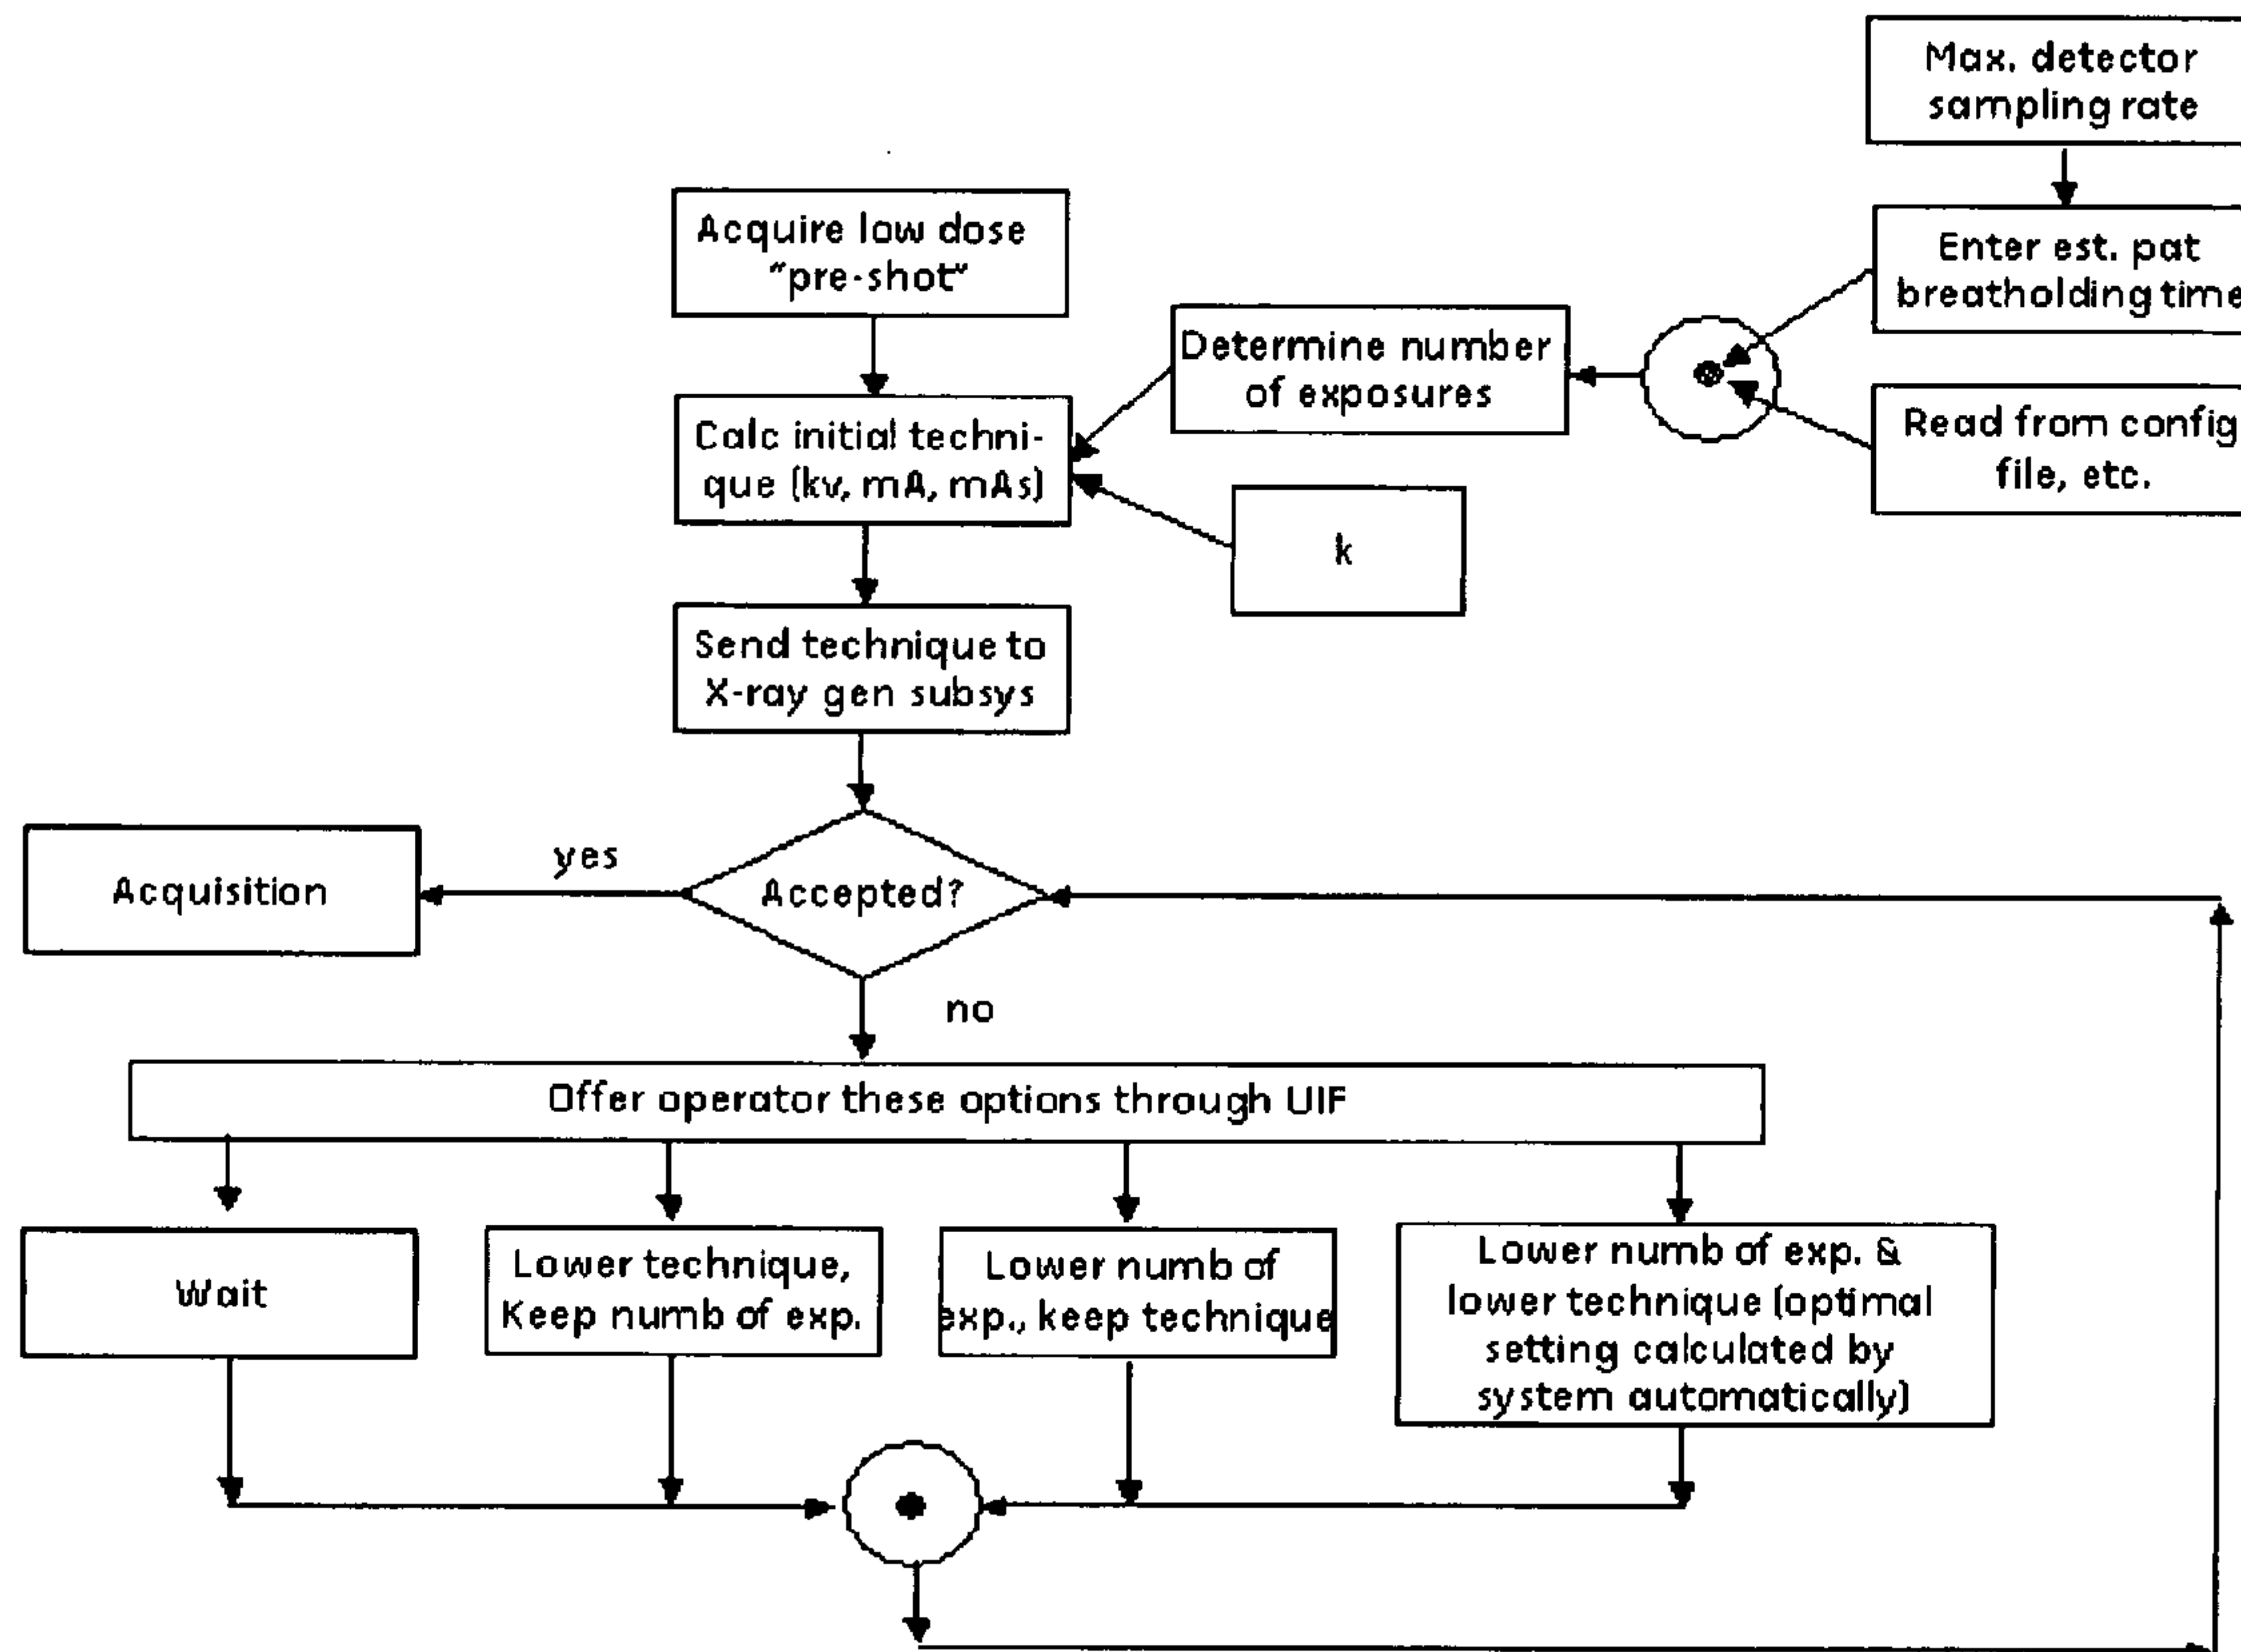 Max. detector
sampling rate
Acquire low dose
"pre-shot"
Enter est. pat
breatholding time
Determine number
of exposures
Calc initial techni-
que (kv, mA, mAs)
Read from config
file, etc.
k
Send technique to
X-ray gen subsys
yes
Acquisition
Accepted?
no
Offer operator these options through UIF
Wait
Lower technique,
Keep numb of exp.
Lower numb of
exp., keep technique
Lower numb of exp. &
lower technique (optimal
setting calculated by
system automatically)